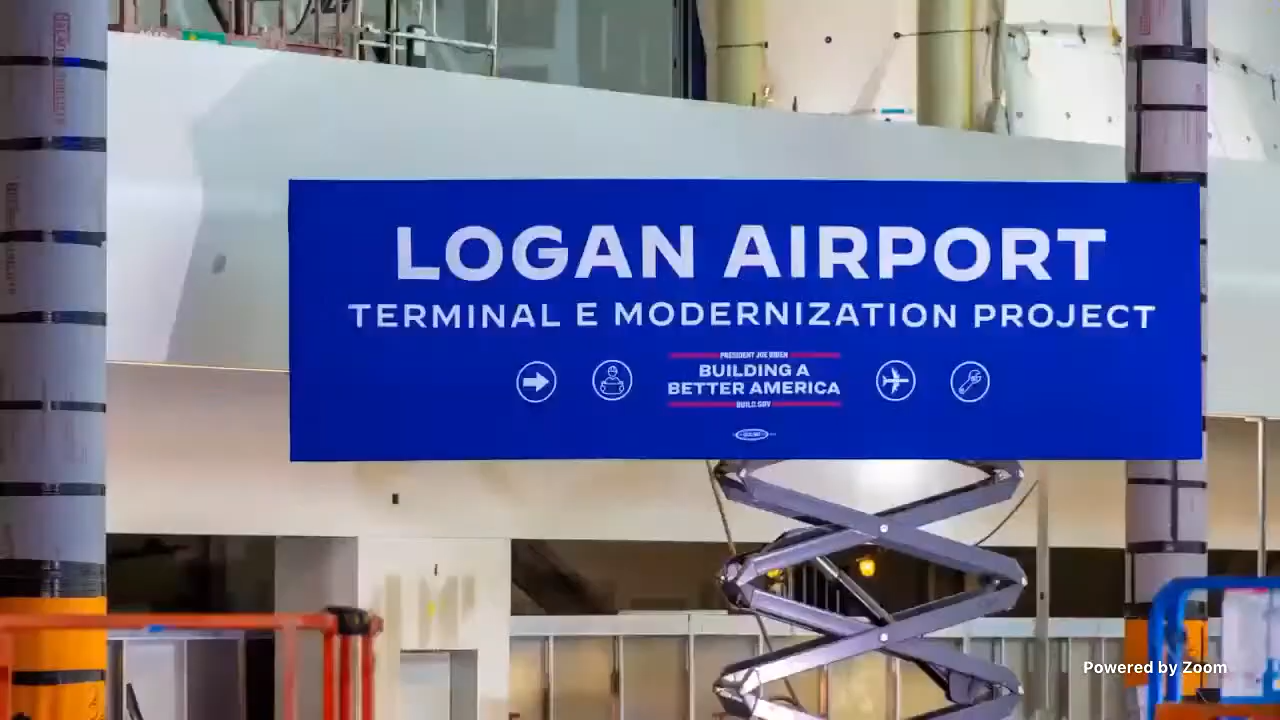 LOGAN AIRPORT
TERMINAL E MODERNIZATION PROJECT
PRESIDENT JOE BIDEN
BUILDING A
BETTER AMERICA
BUILD.GOV
Powered by Zoom